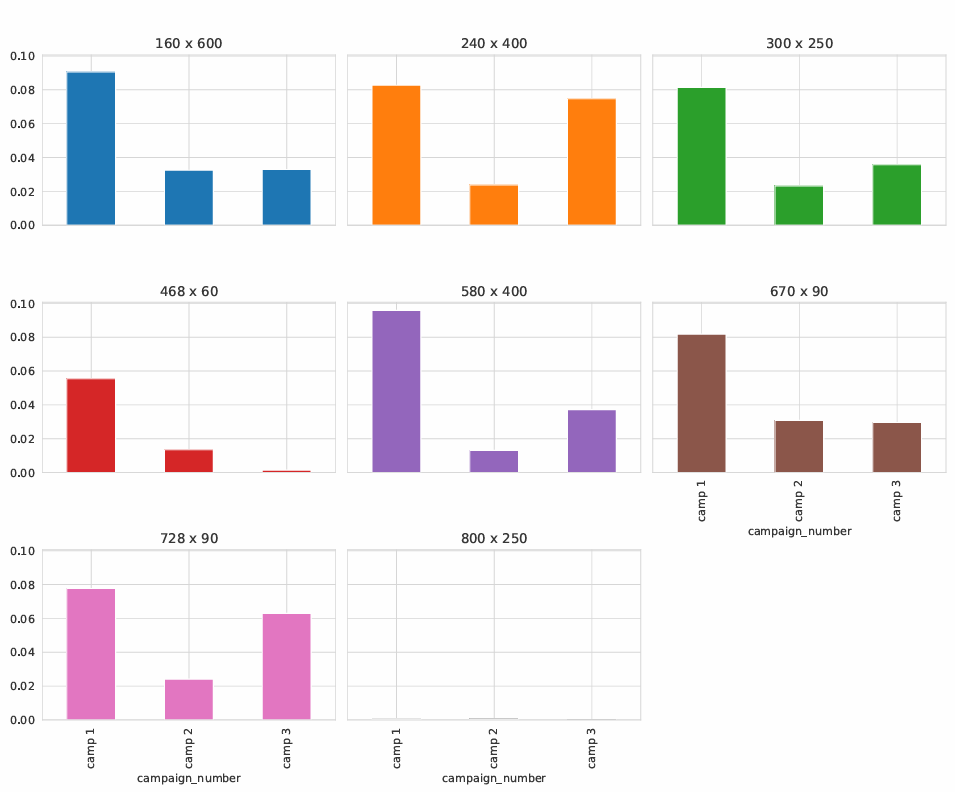 160 x 600
240 x 400
300 x 250
0.10
0.08
0.06
0.04
0.02
0.00
468 x 60
580 x 400
670 x 90
0.10
0.08
0.06
0.04
0.02
0.00
camp 1
camp 2
camp 3
campaign_number
728 x 90
800 x 250
0.10
0.08
0.06
0.04
0.02
0.00
camp 1
camp 2
camp 3
campaign_number
camp 1
camp 2
camp 3
campaign_number